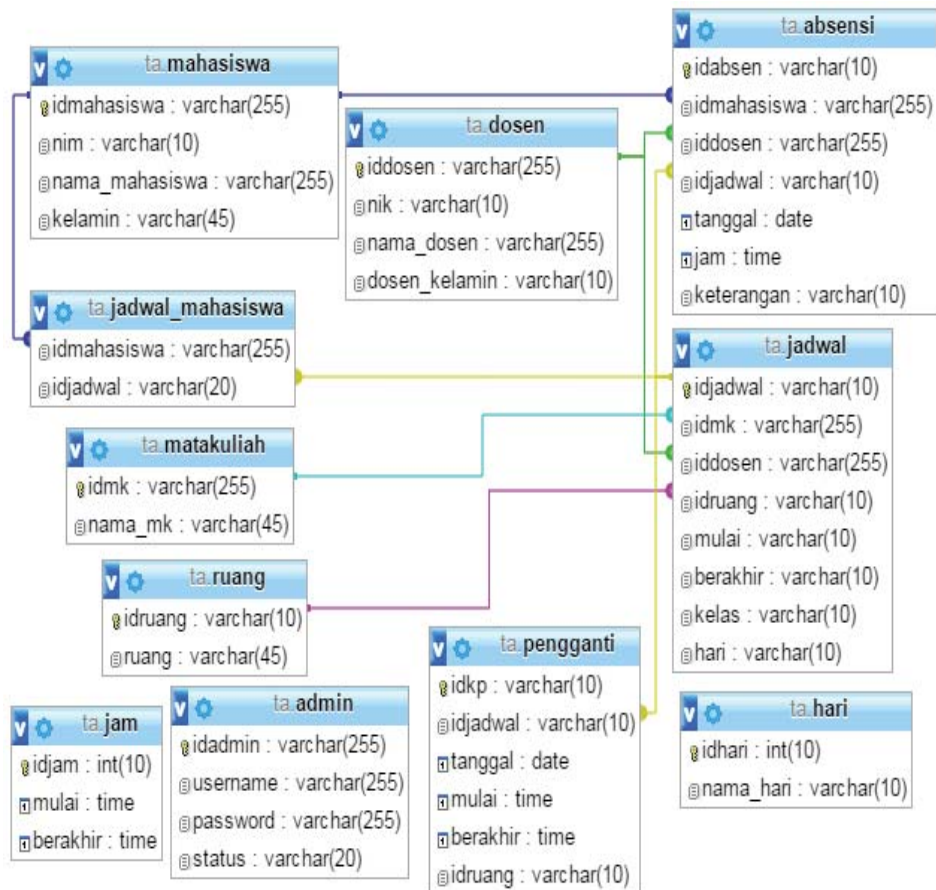 ta.mahasiswa
idmahasiswa : varchar(255)
nim : varchar(10)
nama_mahasiswa : varchar(255)
kelamin : varchar(45)
ta.dosen
iddosen : varchar(255)
nik : varchar(10)
nama_dosen : varchar(255)
dosen_kelamin : varchar(10)
ta.absensi
idabsen : varchar(10)
idmahasiswa : varchar(255)
iddosen : varchar(255)
idjadwal : varchar(10)
tanggal : date
jam : time
keterangan : varchar(10)
ta.jadwal_mahasiswa
idmahasiswa : varchar(255)
idjadwal : varchar(20)
ta.jadwal
idjadwal : varchar(10)
idmk : varchar(255)
iddosen : varchar(255)
idruang : varchar(10)
mulai : varchar(10)
berakhir : varchar(10)
kelas : varchar(10)
hari : varchar(10)
ta.matakuliah
idmk : varchar(255)
nama_mk : varchar(45)
ta.ruang
idruang : varchar(10)
ruang : varchar(45)
ta.pengganti
idkp : varchar(10)
idjadwal : varchar(10)
tanggal : date
mulai : time
berakhir : time
idruang : varchar(10)
ta.jam
idjam : int(10)
mulai : time
berakhir : time
ta.admin
idadmin : varchar(255)
username : varchar(255)
password : varchar(255)
status : varchar(20)
ta.hari
idhari : int(10)
nama_hari : varchar(10)